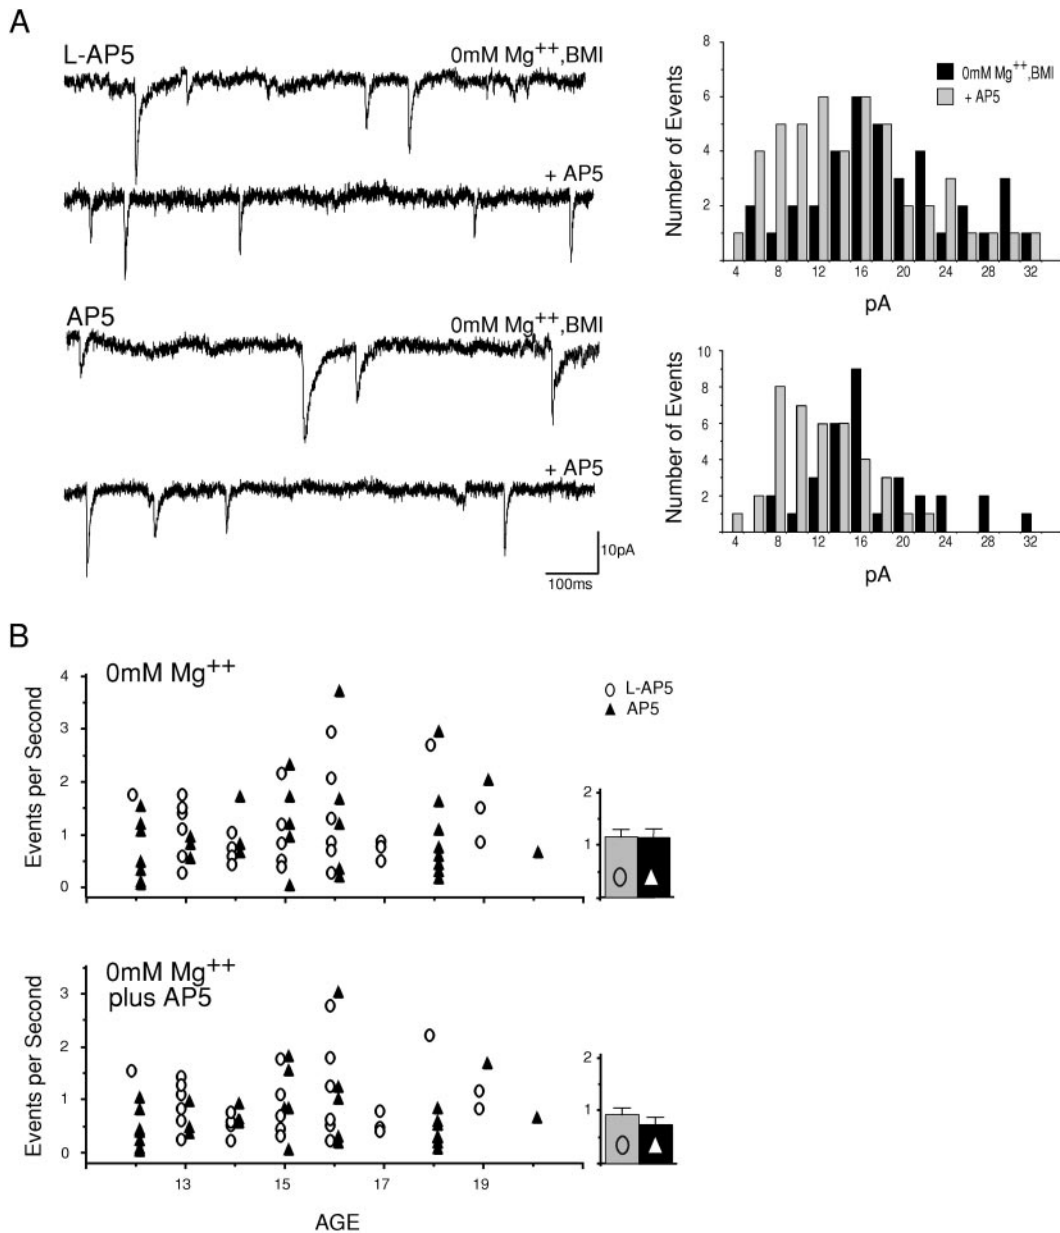 A
L-AP5
0mM Mg++,BMI
+ AP5
AP5
0mM Mg++,BMI
+ AP5
10pA
100ms
8
6
4
2
Number of Events
0mM Mg++,BMI
+ AP5
4 8 12 16 20 24 28 32
pA
10
8
6
4
2
Number of Events
4 8 12 16 20 24 28 32
pA
B
0mM Mg++
4
3
2
1
0
Events per Second
L-AP5
AP5
2
1
0mM Mg++
plus AP5
3
2
1
0
Events per Second
2
1
13 15 17 19
AGE